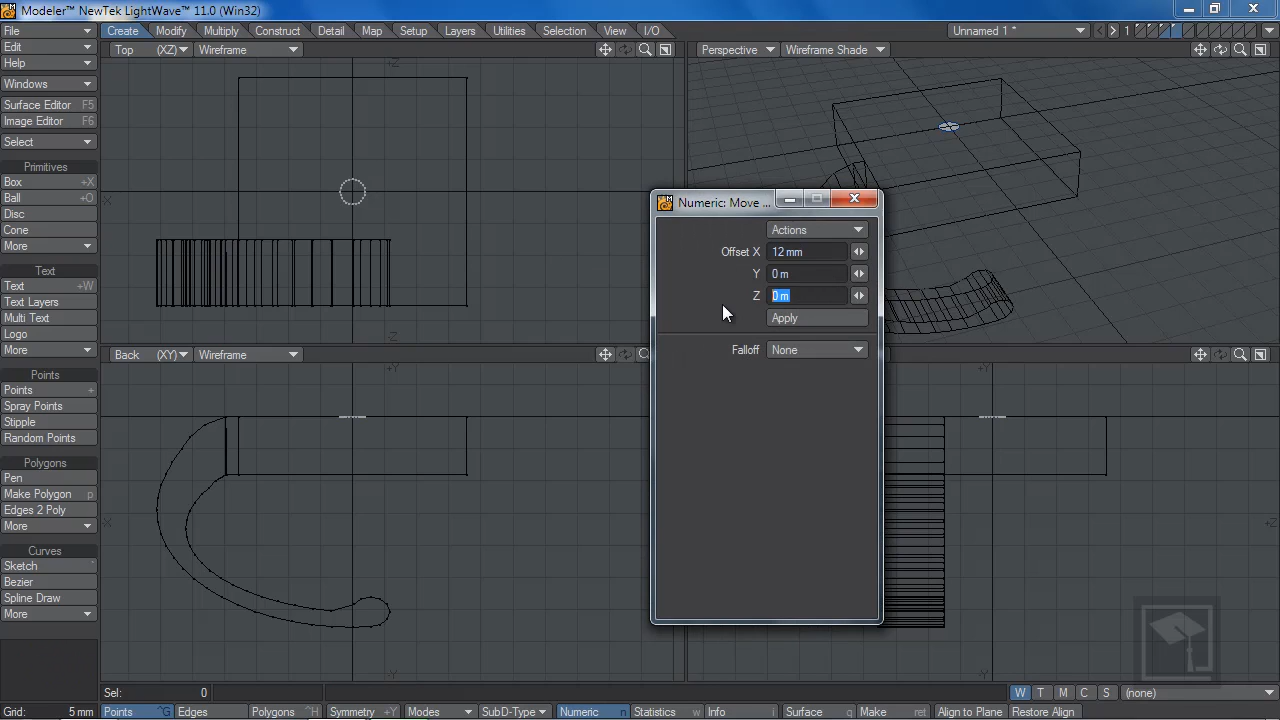 Modeler™ NewTek LightWave™ 11.0 (Win32)
File
Create
Modify
Multiply
Construct
Detail
Map
Setup
Layers
Utilities
Selection
View
I/O
Unnamed 1 *
1
Edit
Help
Windows
Surface Editor F5
Image Editor F6
Select
Primitives
Box +X
Ball +O
Disc
Cone
More
Text
Text +W
Text Layers
Multi Text
Logo
More
Points
Points +
Spray Points
Stipple
Random Points
Polygons
Pen
Make Polygon p
Edges 2 Poly
More
Curves
Sketch `
Bezier
Spline Draw
More
Top (XZ) Wireframe
Z
X
Z
Perspective Wireframe Shade
Back (XY) Wireframe
+Y
X
-Y
+Y
+Z
-Y
Numeric: Move ...
Actions
Offset X 12 mm
Y 0 m
Z 0 m
Apply
Falloff None
Sel: 0
W T M C S (none)
Grid: 5 mm
Points ^G
Edges
Polygons ^H
Symmetry +Y
Modes
SubD-Type
Numeric n
Statistics w
Info i
Surface q
Make ret
Align to Plane
Restore Align